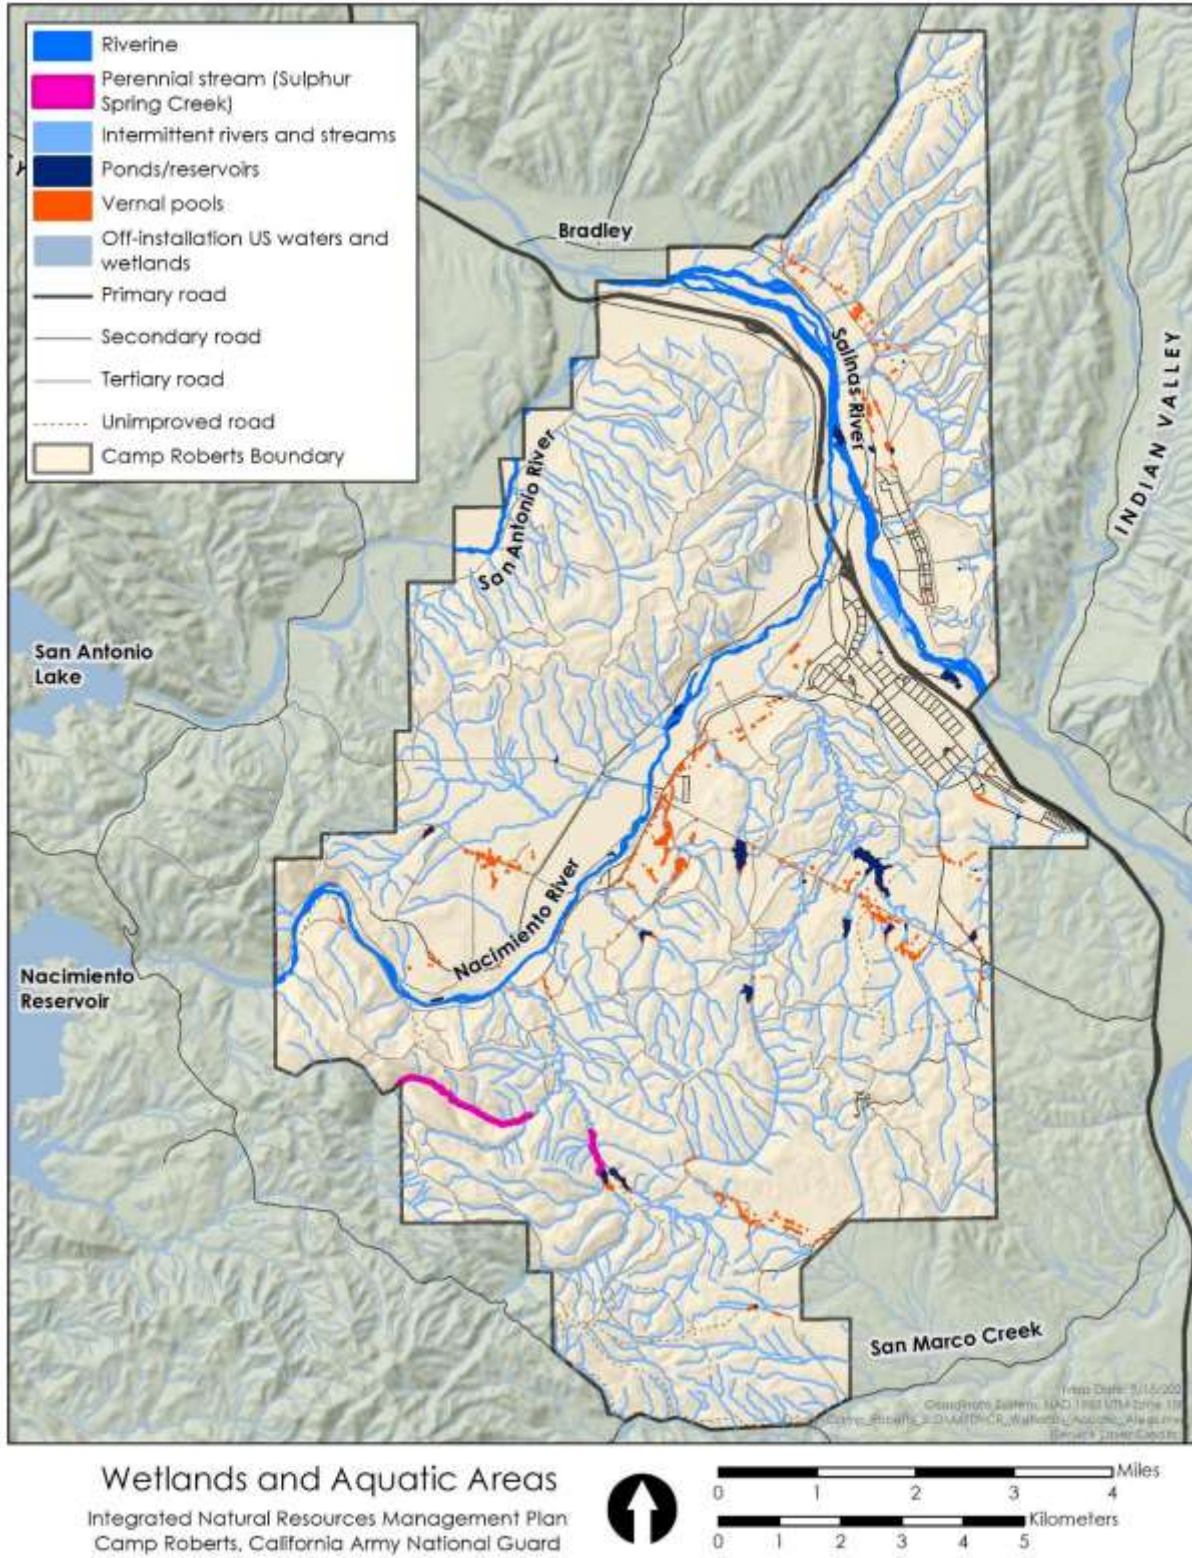 Riverine
Perennial stream (Sulphur
Spring Creek)
Intermittent rivers and streams
Ponds/reservoirs
Vernal pools
Off-installation US waters and
wetlands
Primary road
Secondary road
Tertiary road
Unimproved road
Camp Roberts Boundary
Bradley
Salinas River
INDIAN VALLEY
San Antonio River
San Antonio
Lake
Nacimiento River
Nacimiento
Reservoir
San Marco Creek
Map Date:
Wetlands and Aquatic Areas
Integrated Natural Resources Management Plan
Camp Roberts, California Army National Guard
Miles
0 1 2 3 4
Kilometers
0 1 2 3 4 5